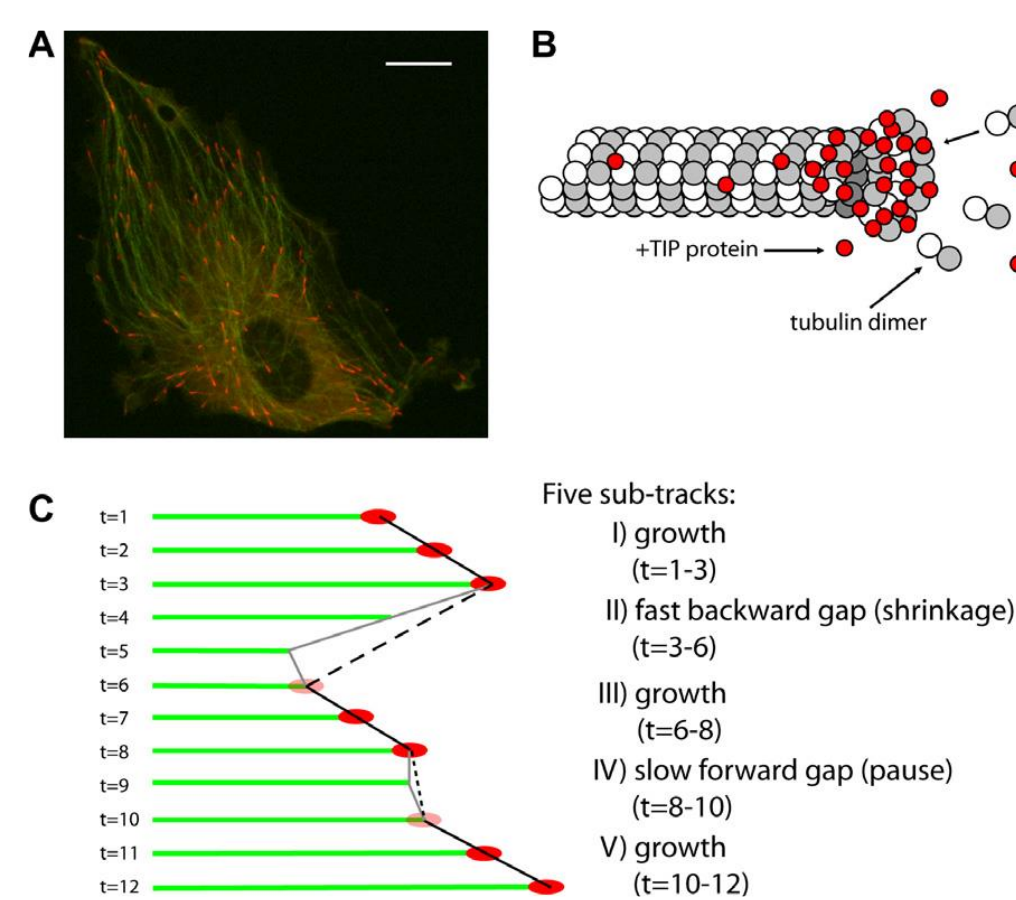 A
B
+TIP protein
tubulin dimer
C
t=1
t=2
t=3
t=4
t=5
t=6
t=7
t=8
t=9
t=10
t=11
t=12
Five sub-tracks:
I) growth
(t=1-3)
II) fast backward gap (shrinkage)
(t=3-6)
III) growth
(t=6-8)
IV) slow forward gap (pause)
(t=8-10)
V) growth
(t=10-12)